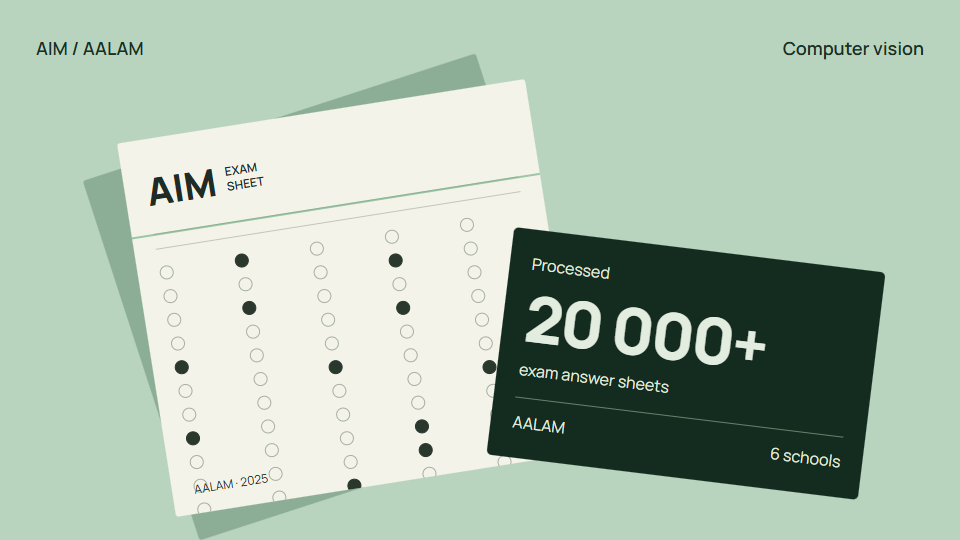 AIM / AALAM
Computer vision
AIM
EXAM
SHEET
AALAM · 2025
Processed
20 000+
exam answer sheets
AALAM
6 schools